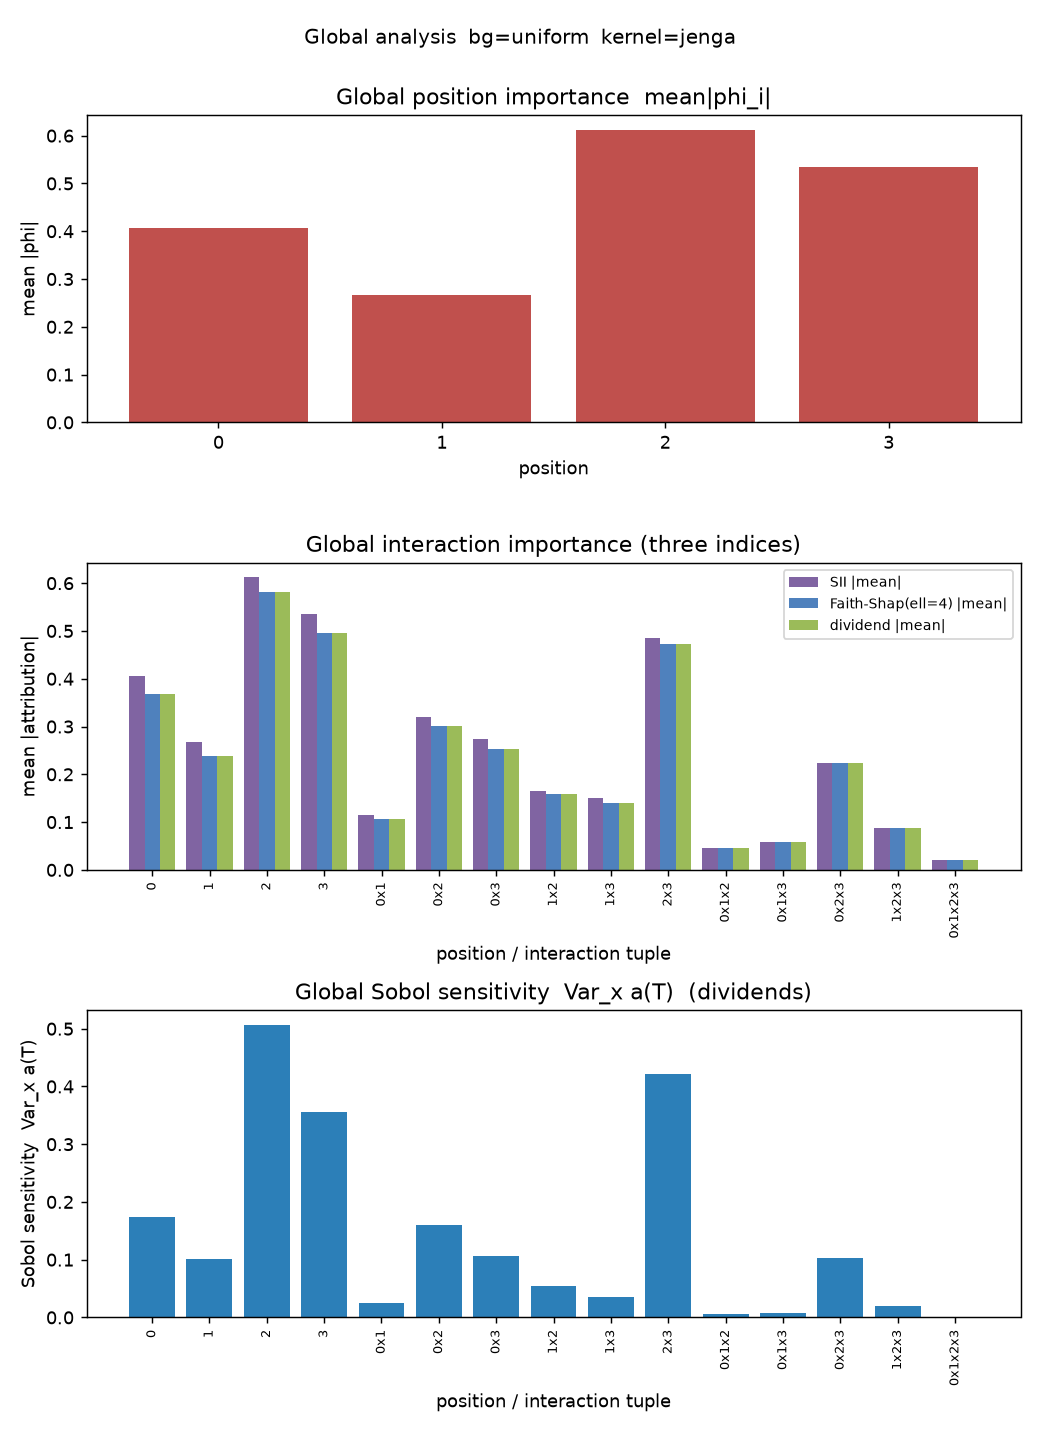 Global analysis  bg=uniform  kernel=jenga
Global position importance  mean|phi_i|
mean |phi|
0.6
0.5
0.4
0.3
0.2
0.1
0.0
0 1 2 3
position
Global interaction importance (three indices)
mean |attribution|
0.6
0.5
0.4
0.3
0.2
0.1
0.0
SII |mean|
Faith-Shap(ell=4) |mean|
dividend |mean|
0 1 2 3 0x1 0x2 0x3 1x2 1x3 2x3 0x1x2 0x1x3 0x2x3 1x2x3 0x1x2x3
position / interaction tuple
Global Sobol sensitivity  Var_x a(T)  (dividends)
Sobol sensitivity  Var_x a(T)
0.5
0.4
0.3
0.2
0.1
0.0
0 1 2 3 0x1 0x2 0x3 1x2 1x3 2x3 0x1x2 0x1x3 0x2x3 1x2x3 0x1x2x3
position / interaction tuple